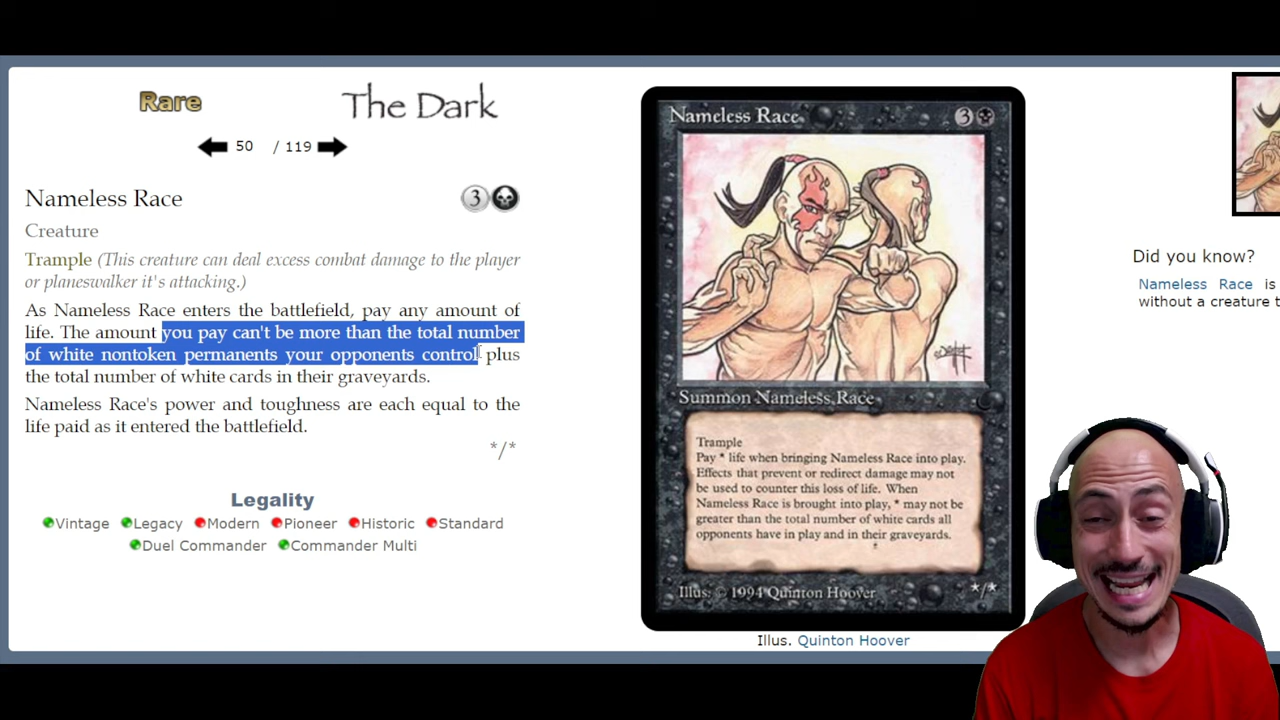 Rare
The Dark
50 / 119
Nameless Race
3
Creature
Trample (This creature can deal excess combat damage to the player
or planeswalker it's attacking.)
As Nameless Race enters the battlefield, pay any amount of
life. The amount you pay can't be more than the total number
of white nontoken permanents your opponents control plus
the total number of white cards in their graveyards.
Nameless Race's power and toughness are each equal to the
life paid as it entered the battlefield.
*/*
Legality
Vintage Legacy Modern Pioneer Historic Standard
Duel Commander Commander Multi
Nameless Race 3
Summon Nameless Race
Trample
Pay * life when bringing Nameless Race into play.
Effects that prevent or redirect damage may not
be used to counter this loss of life. When
Nameless Race is brought into play, * may not be
greater than the total number of white cards all
opponents have in play and in their graveyards.
Illus. © 1994 Quinton Hoover */*
Illus. Quinton Hoover
Did you know?
Nameless Race is
without a creature t